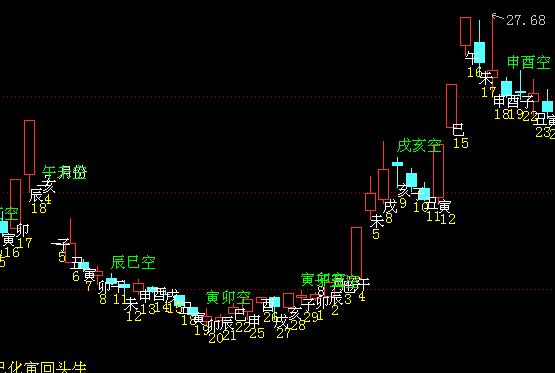 27.68
申酉空
午
16
未
17
申酉子
18 19 22
丑寅
23
巳
15
戌亥空
亥
9
10
丑寅
11 12
戌
8
未
5
午月份
辰
18
亥
4
卯
17
寅
16
子
5
丑
6
寅
7
辰巳空
卯
8
11
未
12
申酉
13 14
戌
15
丑
18
寅
19
寅卯空
卯辰
20 21
巳
22
申
25
酉
26
戌
27
亥
28
子
29
卯
1
2
3
午
4
寅卯空
巳化寅回头生